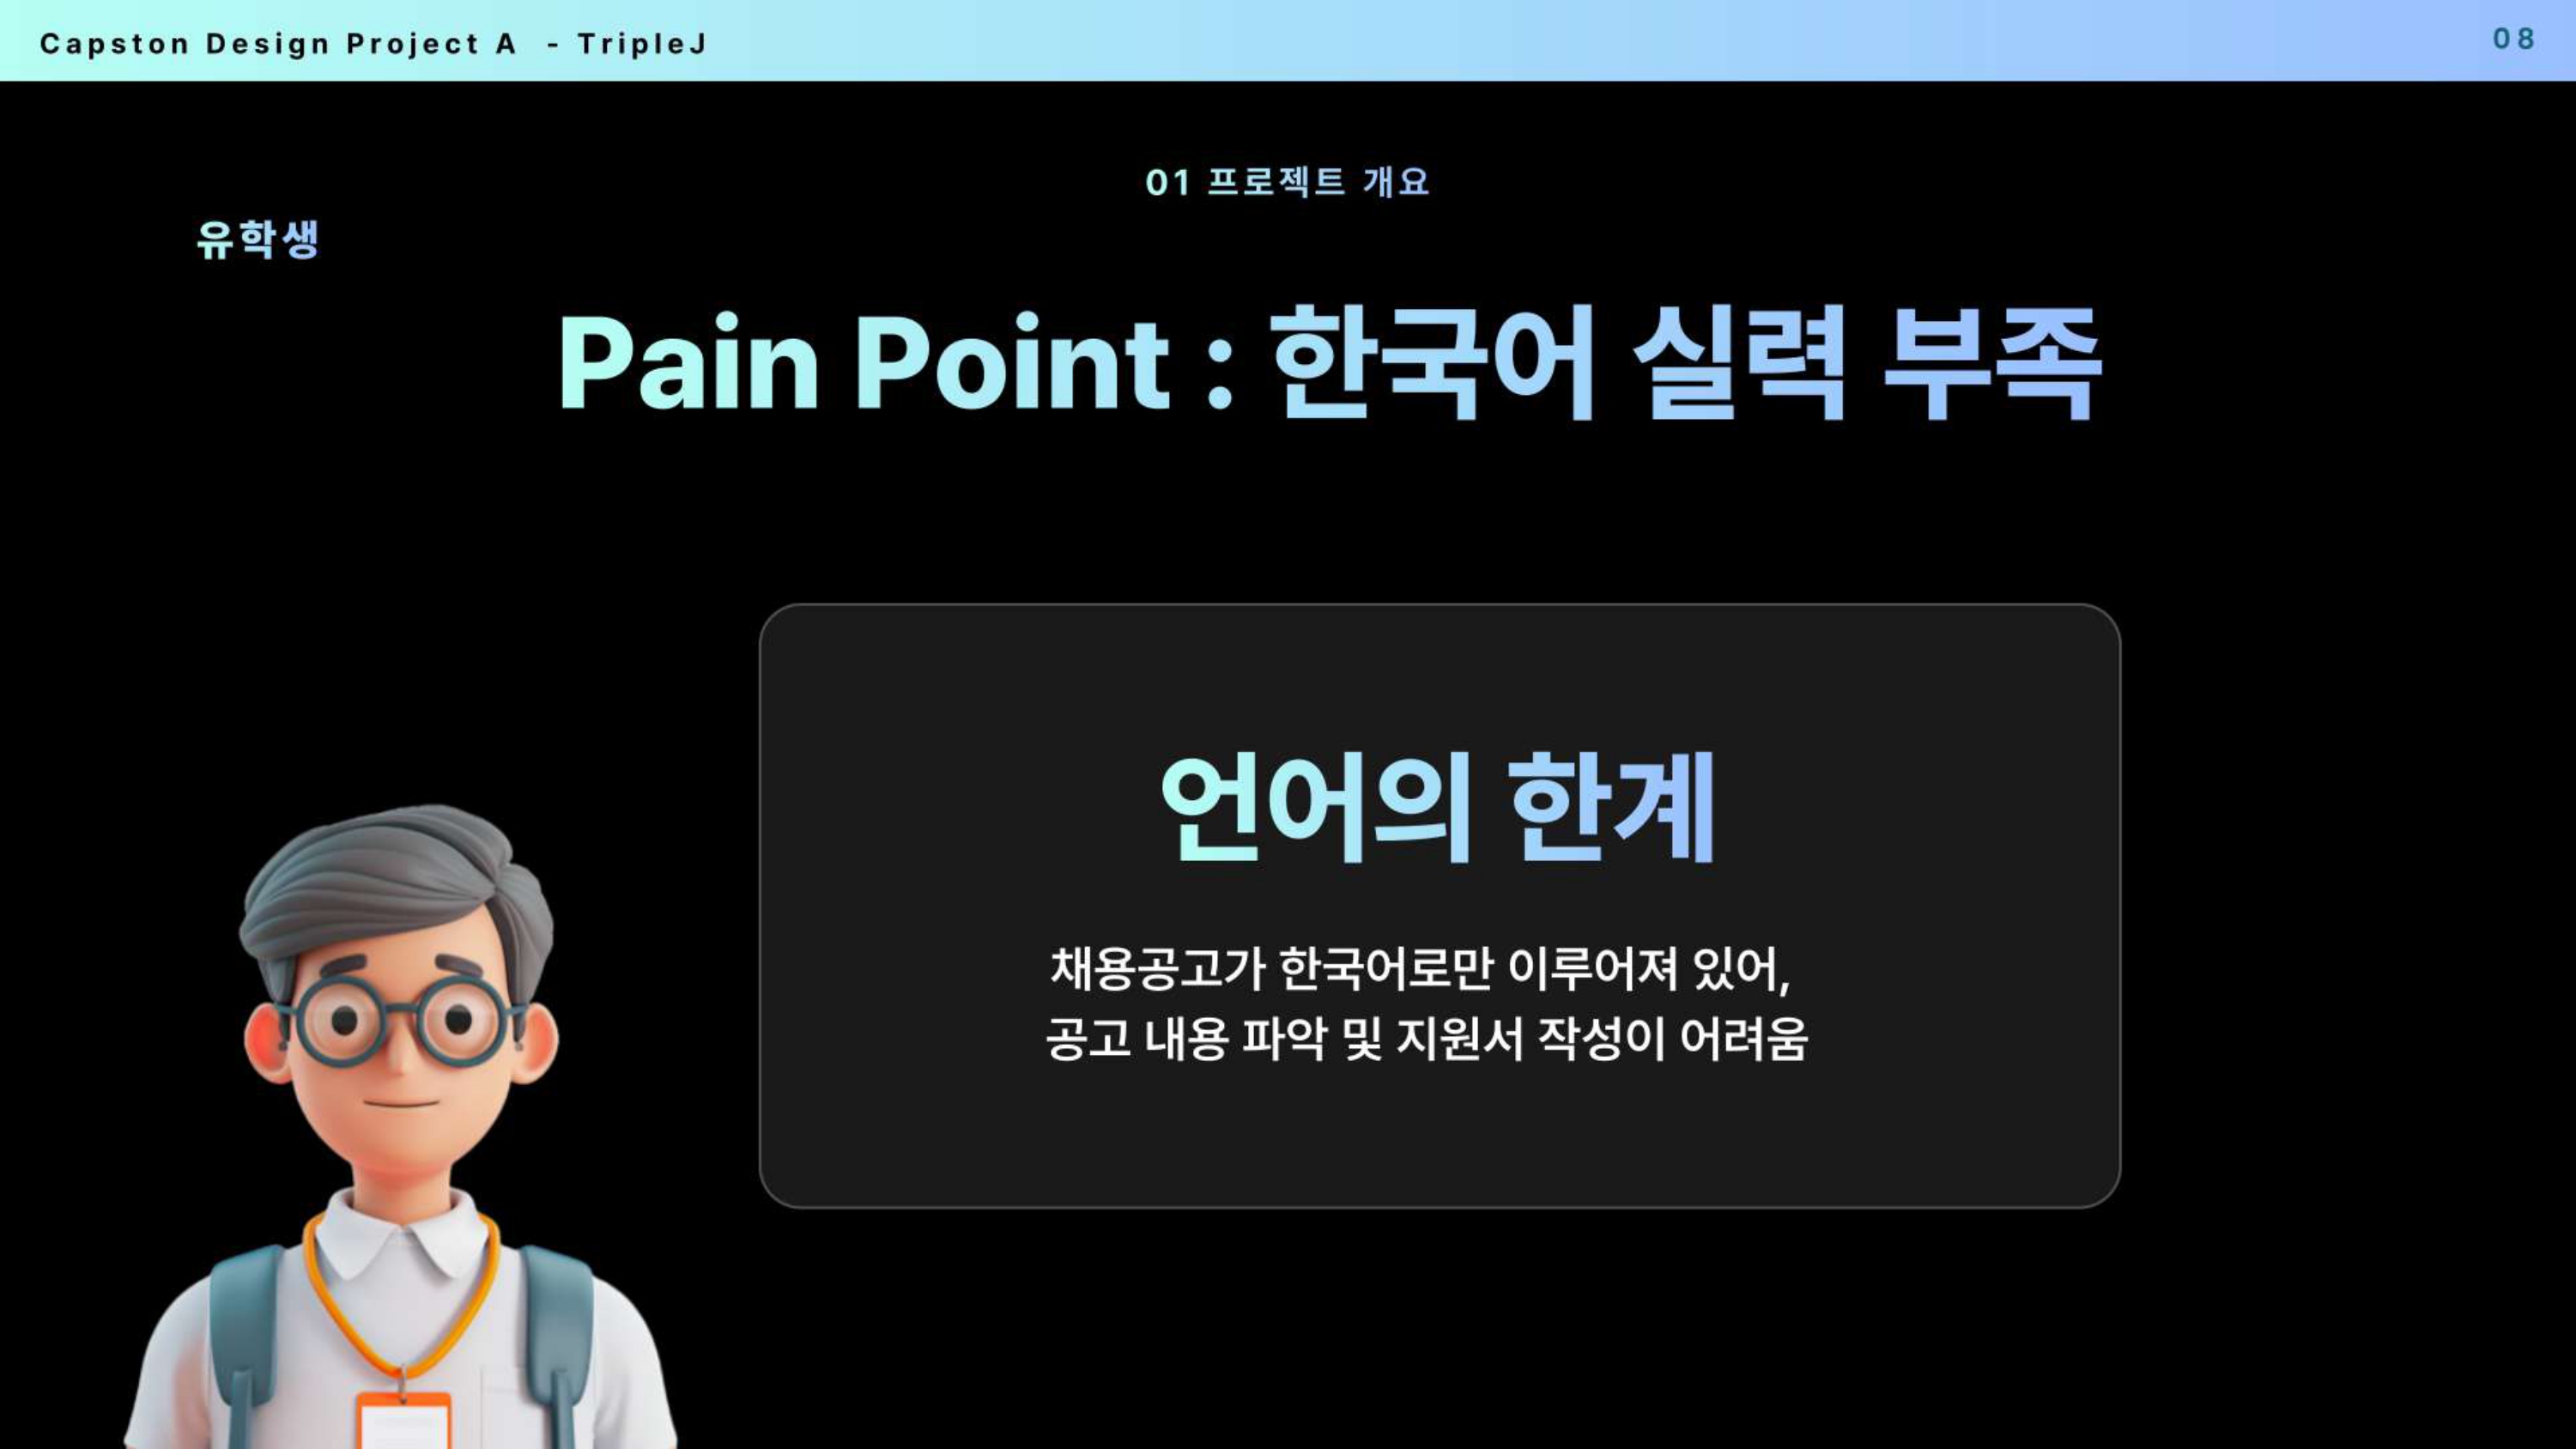 Capston Design Project A - TripleJ
08
01 프로젝트 개요
유학생
Pain Point : 한국어 실력 부족
언어의 한계
채용공고가 한국어로만 이루어져 있어,
공고 내용 파악 및 지원서 작성이 어려움